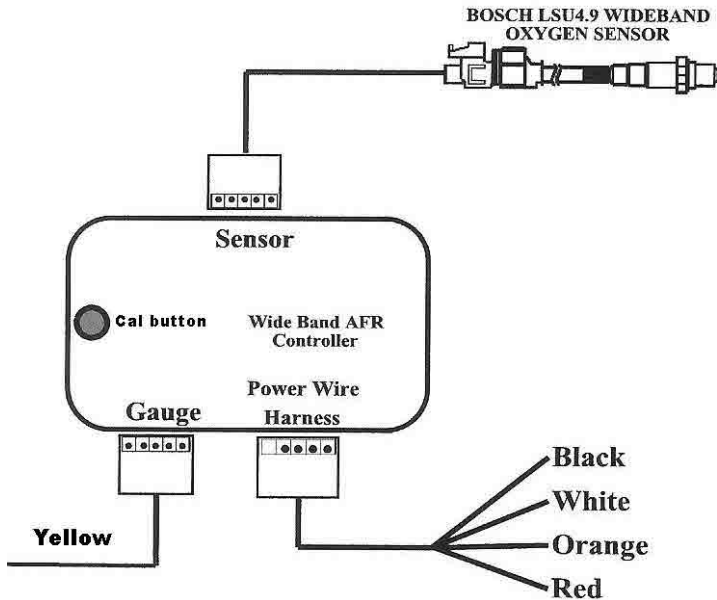 BOSCH LSU4.9 WIDEBAND
OXYGEN SENSOR
Sensor
Cal button
Wide Band AFR
Controller
Power Wire
Harness
Gauge
Yellow
Black
White
Orange
Red